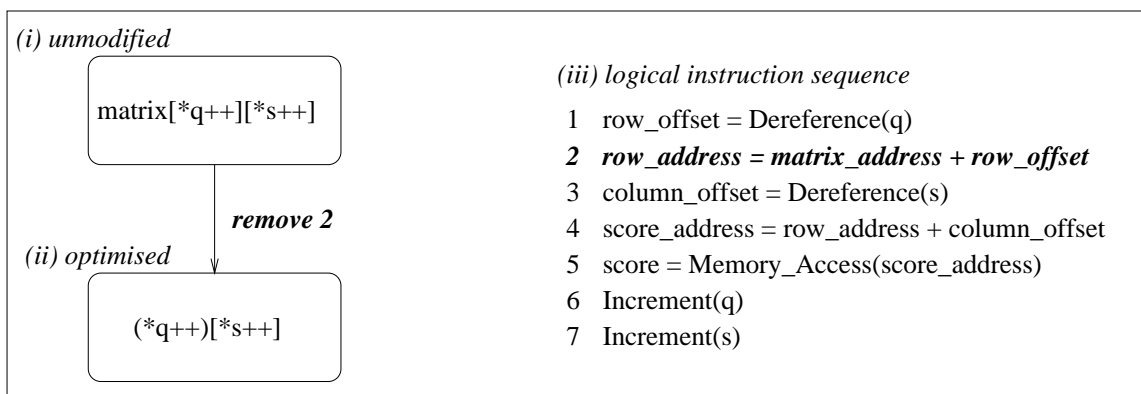 (i) unmodified
matrix[*q++][*s++]
remove 2
(ii) optimised
(*q++)[*s++]
(iii) logical instruction sequence
1 row_offset = Dereference(q)
2 row_address = matrix_address + row_offset
3 column_offset = Dereference(s)
4 score_address = row_address + column_offset
5 score = Memory_Access(score_address)
6 Increment(q)
7 Increment(s)